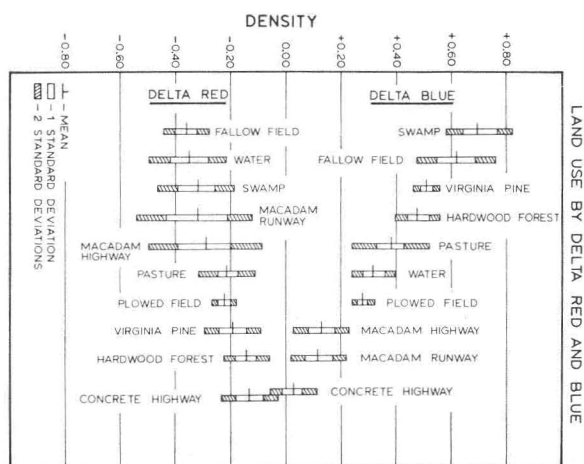 DENSITY
-0.80
-0.60
-0.40
-0.20
0.00
+0.20
+0.40
+0.60
+0.80
LAND USE BY DELTA RED AND BLUE
DELTA RED
DELTA BLUE
FALLOW FIELD
SWAMP
WATER
FALLOW FIELD
SWAMP
VIRGINIA PINE
MACADAM
RUNWAY
HARDWOOD FOREST
MACADAM
HIGHWAY
PASTURE
PASTURE
WATER
PLOWED FIELD
PLOWED FIELD
VIRGINIA PINE
MACADAM HIGHWAY
HARDWOOD FOREST
MACADAM RUNWAY
CONCRETE HIGHWAY
CONCRETE HIGHWAY
- MEAN
- 1 STANDARD DEVIATION
- 2 STANDARD DEVIATIONS